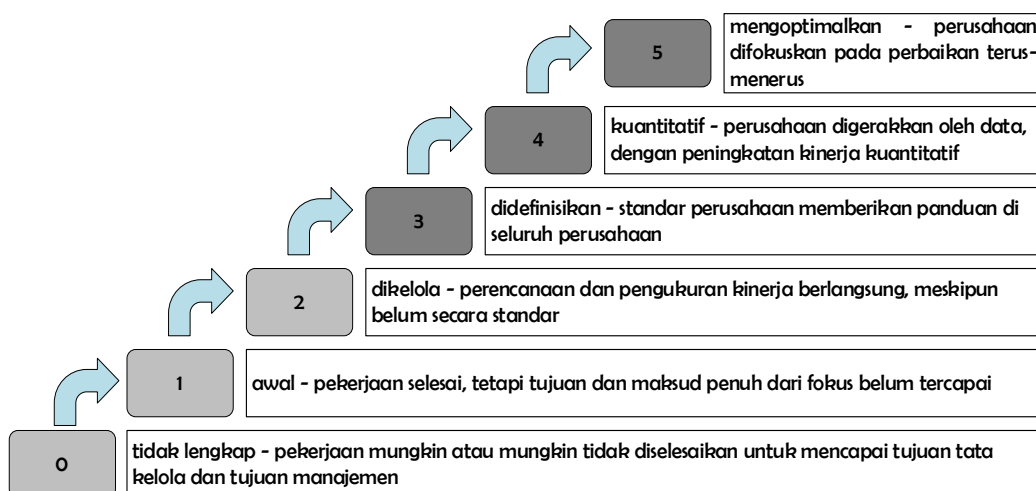 5
mengoptimalkan - perusahaan
difokuskan pada perbaikan terus-
menerus
4
kuantitatif - perusahaan digerakkan oleh data,
dengan peningkatan kinerja kuantitatif
3
didefinisikan - standar perusahaan memberikan panduan di
seluruh perusahaan
2
dikelola - perencanaan dan pengukuran kinerja berlangsung, meskipun
belum secara standar
1
awal - pekerjaan selesai, tetapi tujuan dan maksud penuh dari fokus belum tercapai
0
tidak lengkap - pekerjaan mungkin atau mungkin tidak diselesaikan untuk mencapai tujuan tata
kelola dan tujuan manajemen